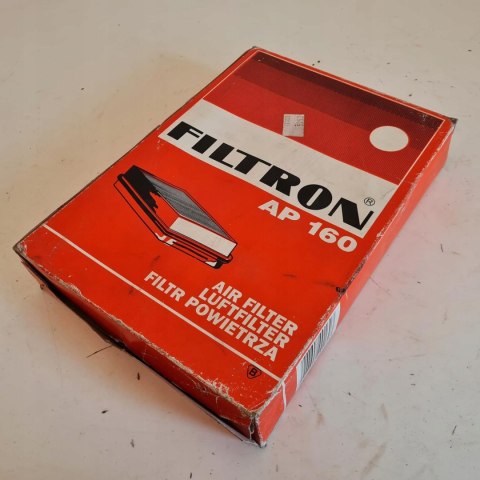 FILTRON®
AP 160
AIR FILTER
LUFTFILTER
FILTR POWIETRZA